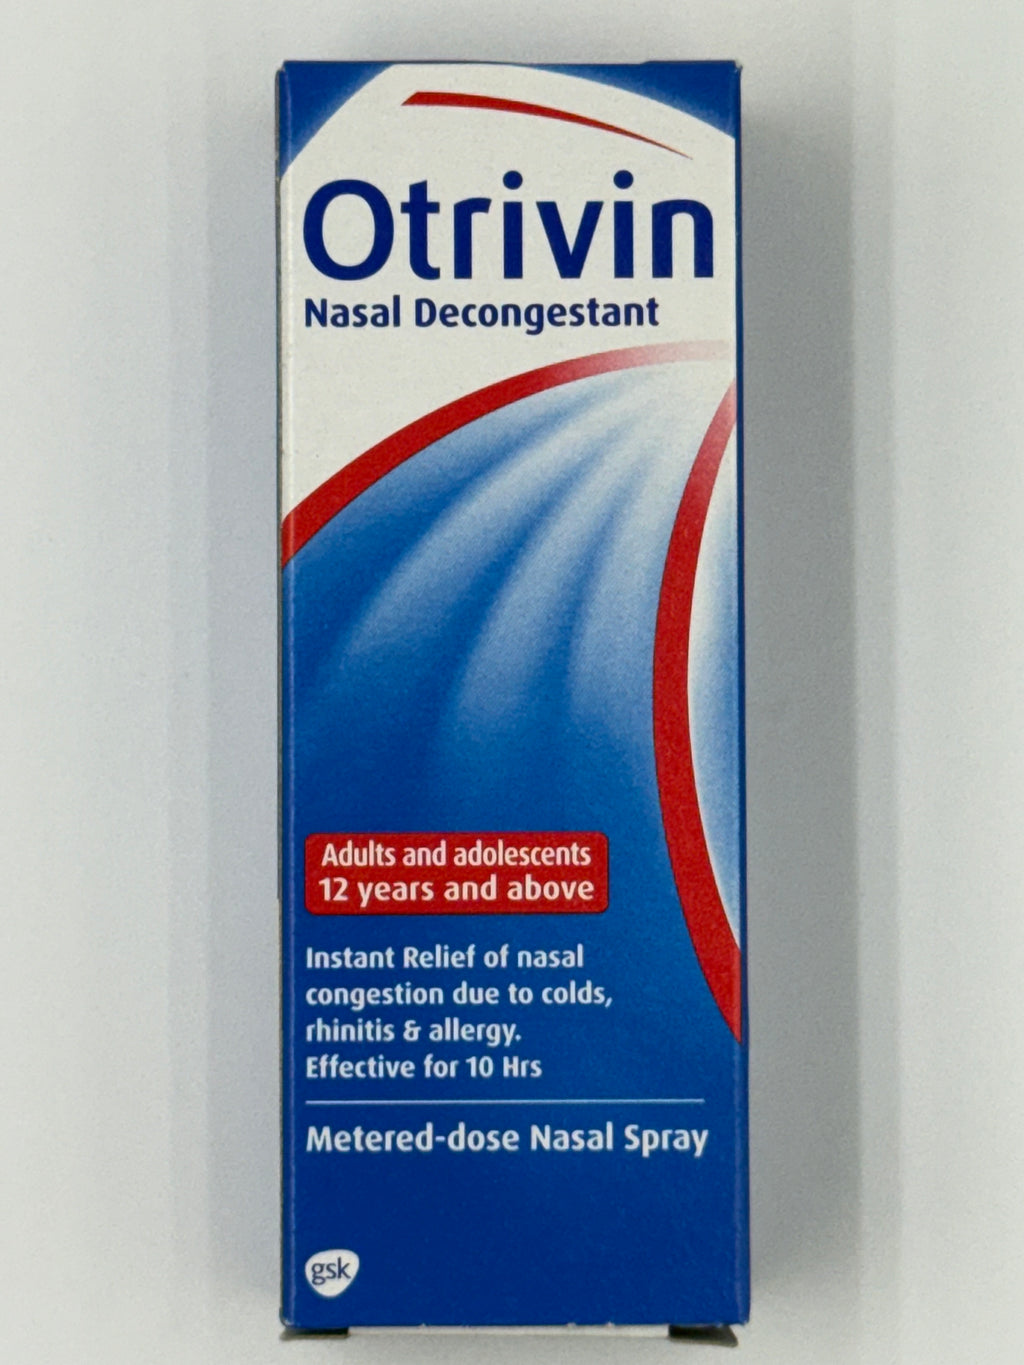 Otrivin
Nasal Decongestant
Adults and adolescents
12 years and above
Instant Relief of nasal
congestion due to colds,
rhinitis & allergy.
Effective for 10 Hrs
Metered-dose Nasal Spray
gsk